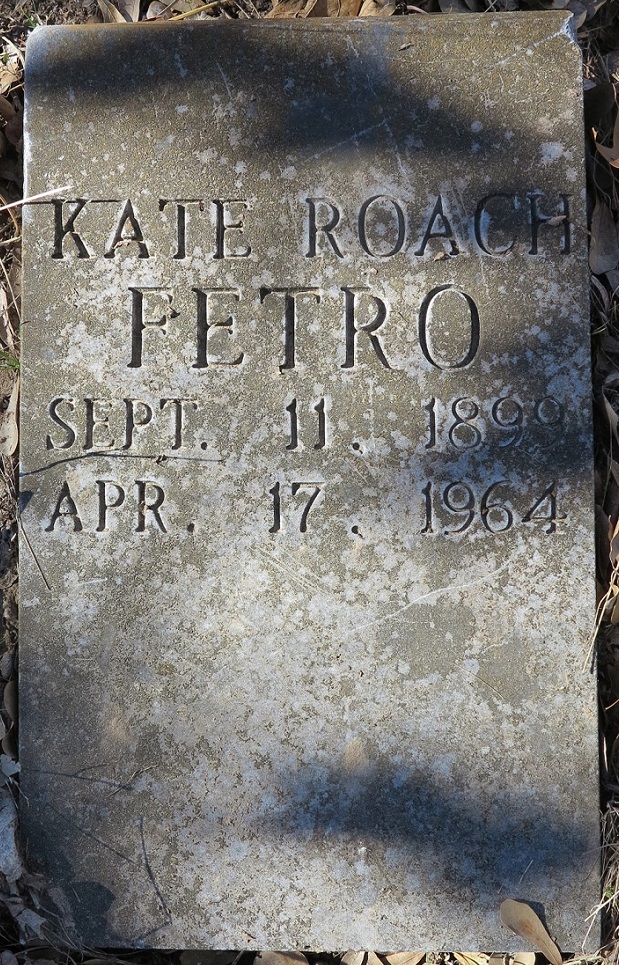 KATE ROACH
FETRO
SEPT. 11. 1899
APR. 17. 1964